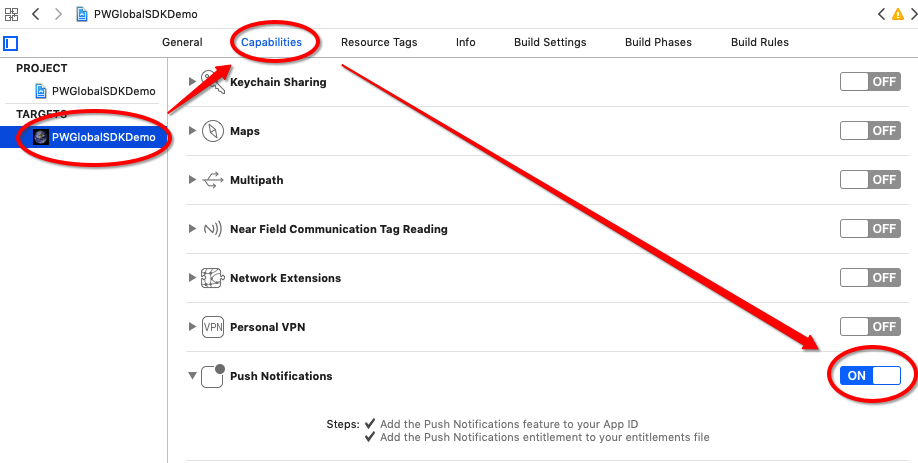 PWGlobalSDKDemo
General Capabilities Resource Tags Info Build Settings Build Phases Build Rules
PROJECT
PWGlobalSDKDemo
TARGETS
PWGlobalSDKDemo
Keychain Sharing OFF
Maps OFF
Multipath OFF
Near Field Communication Tag Reading OFF
Network Extensions OFF
VPN Personal VPN OFF
Push Notifications ON
Steps: ✔ Add the Push Notifications feature to your App ID
✔ Add the Push Notifications entitlement to your entitlements file